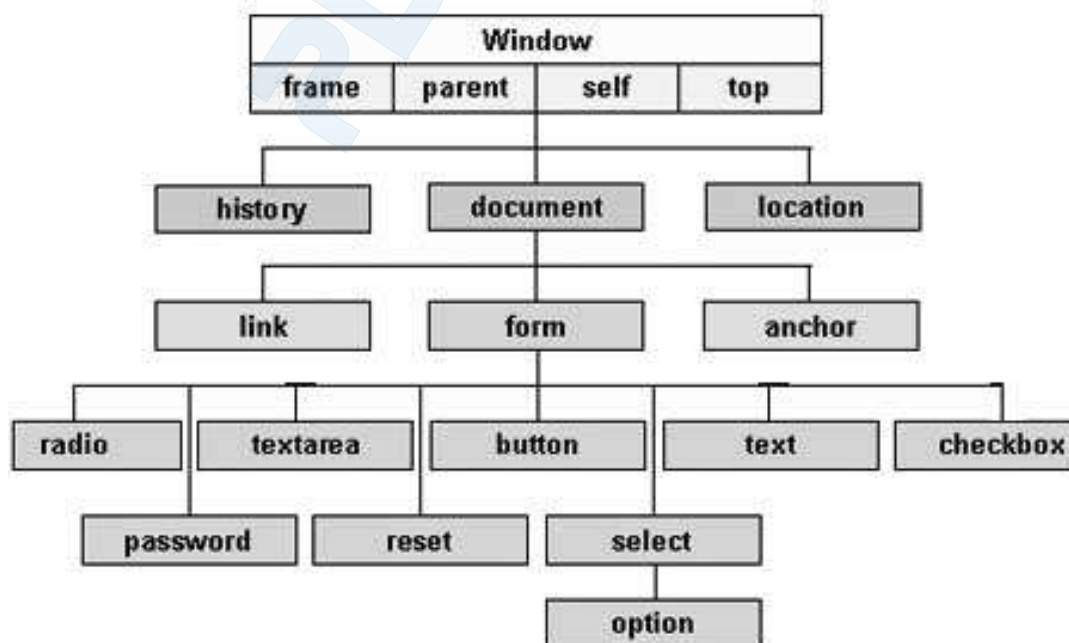 Window
frame parent self top
history document location
link form anchor
radio textarea button text checkbox
password reset select
option